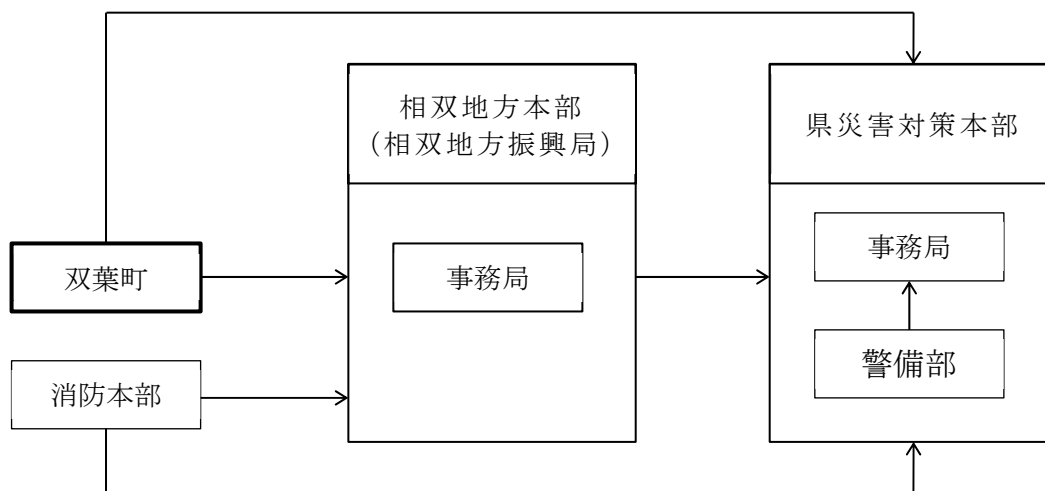 相双地方本部
（相双地方振興局）
県災害対策本部
双葉町
事務局
事務局
消防本部
警備部